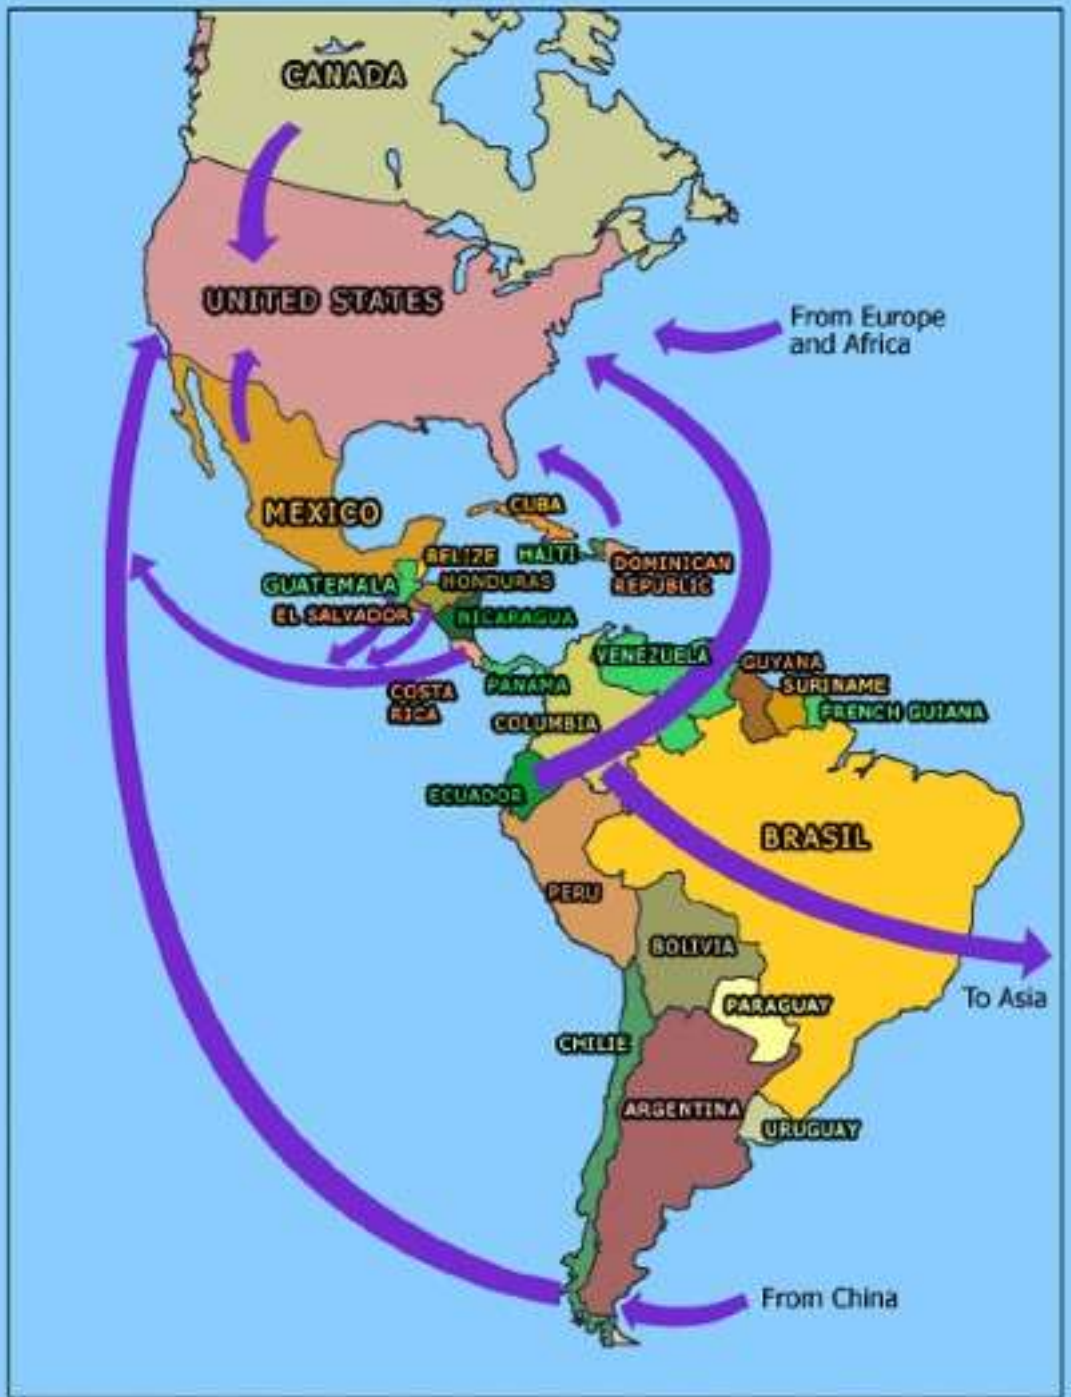 CANADA
UNITED STATES
From Europe
and Africa
MEXICO
CUBA
BELIZE
HAITI
DOMINICAN
REPUBLIC
GUATEMALA
HONDURAS
EL SALVADOR
NICARAGUA
VENEZUELA
GUYANA
SURINAME
FRENCH GUIANA
COSTA
RICA
PANAMA
COLUMBIA
ECUADOR
BRASIL
PERU
BOLIVIA
To Asia
PARAGUAY
CHILIE
ARGENTINA
URUGUAY
From China